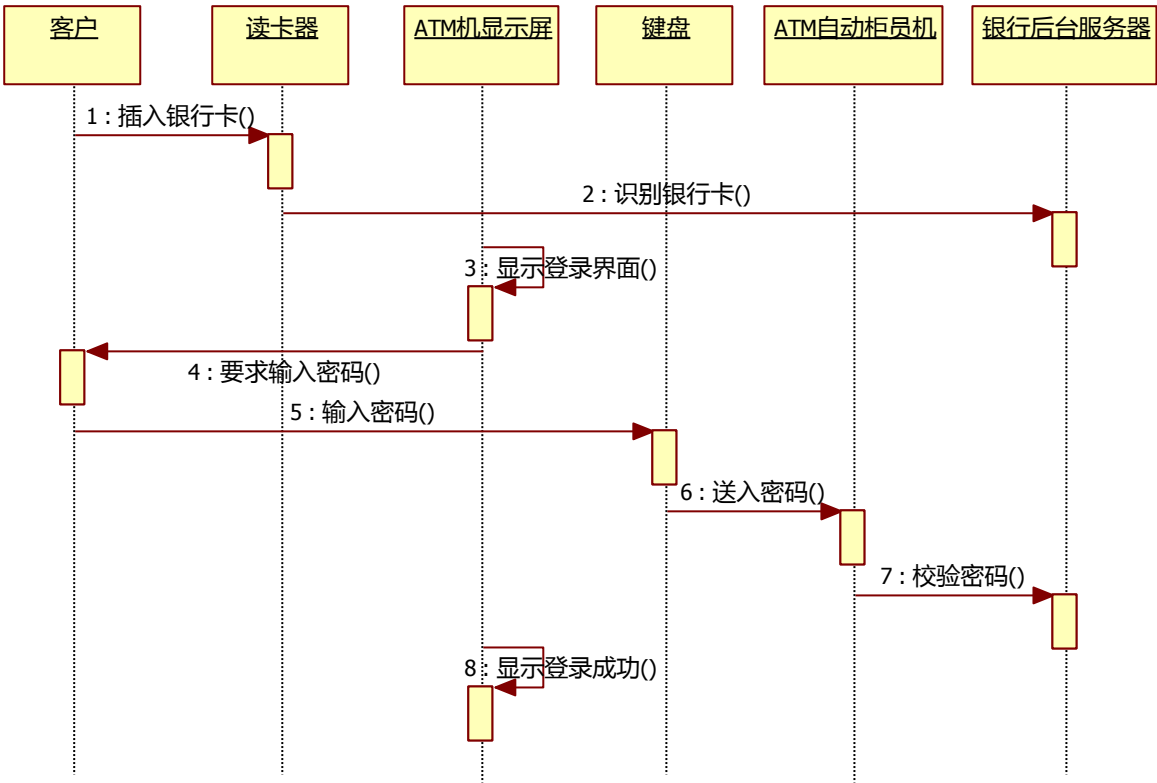 客户
读卡器
ATM机显示屏
键盘
ATM自动柜员机
银行后台服务器
1 : 插入银行卡()
2 : 识别银行卡()
3 : 显示登录界面()
4 : 要求输入密码()
5 : 输入密码()
6 : 送入密码()
7 : 校验密码()
8 : 显示登录成功()